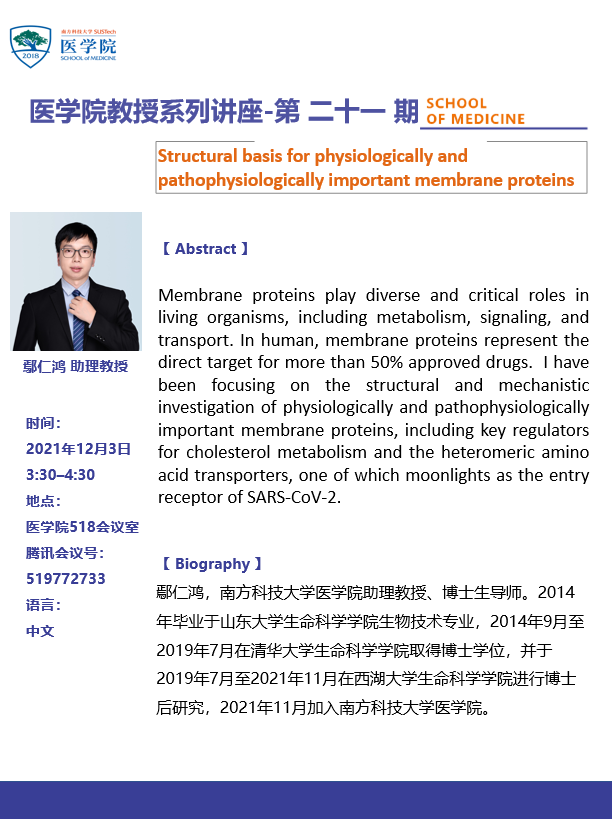 南方科技大学 SUSTech
医学院
SCHOOL of MEDICINE
2018
医学院教授系列讲座-第 二十一 期
SCHOOL
OF MEDICINE
Structural basis for physiologically and
pathophysiologically important membrane proteins
鄢仁鸿 助理教授
时间：
2021年12月3日
3:30–4:30
地点：
医学院518会议室
腾讯会议号：
519772733
语言：
中文
【 Abstract 】
Membrane proteins play diverse and critical roles in
living organisms, including metabolism, signaling, and
transport. In human, membrane proteins represent the
direct target for more than 50% approved drugs. I have
been focusing on the structural and mechanistic
investigation of physiologically and pathophysiologically
important membrane proteins, including key regulators
for cholesterol metabolism and the heteromeric amino
acid transporters, one of which moonlights as the entry
receptor of SARS-CoV-2.
【 Biography 】
鄢仁鸿，南方科技大学医学院助理教授、博士生导师。2014
年毕业于山东大学生命科学学院生物技术专业，2014年9月至
2019年7月在清华大学生命科学学院取得博士学位，并于
2019年7月至2021年11月在西湖大学生命科学学院进行博士
后研究，2021年11月加入南方科技大学医学院。